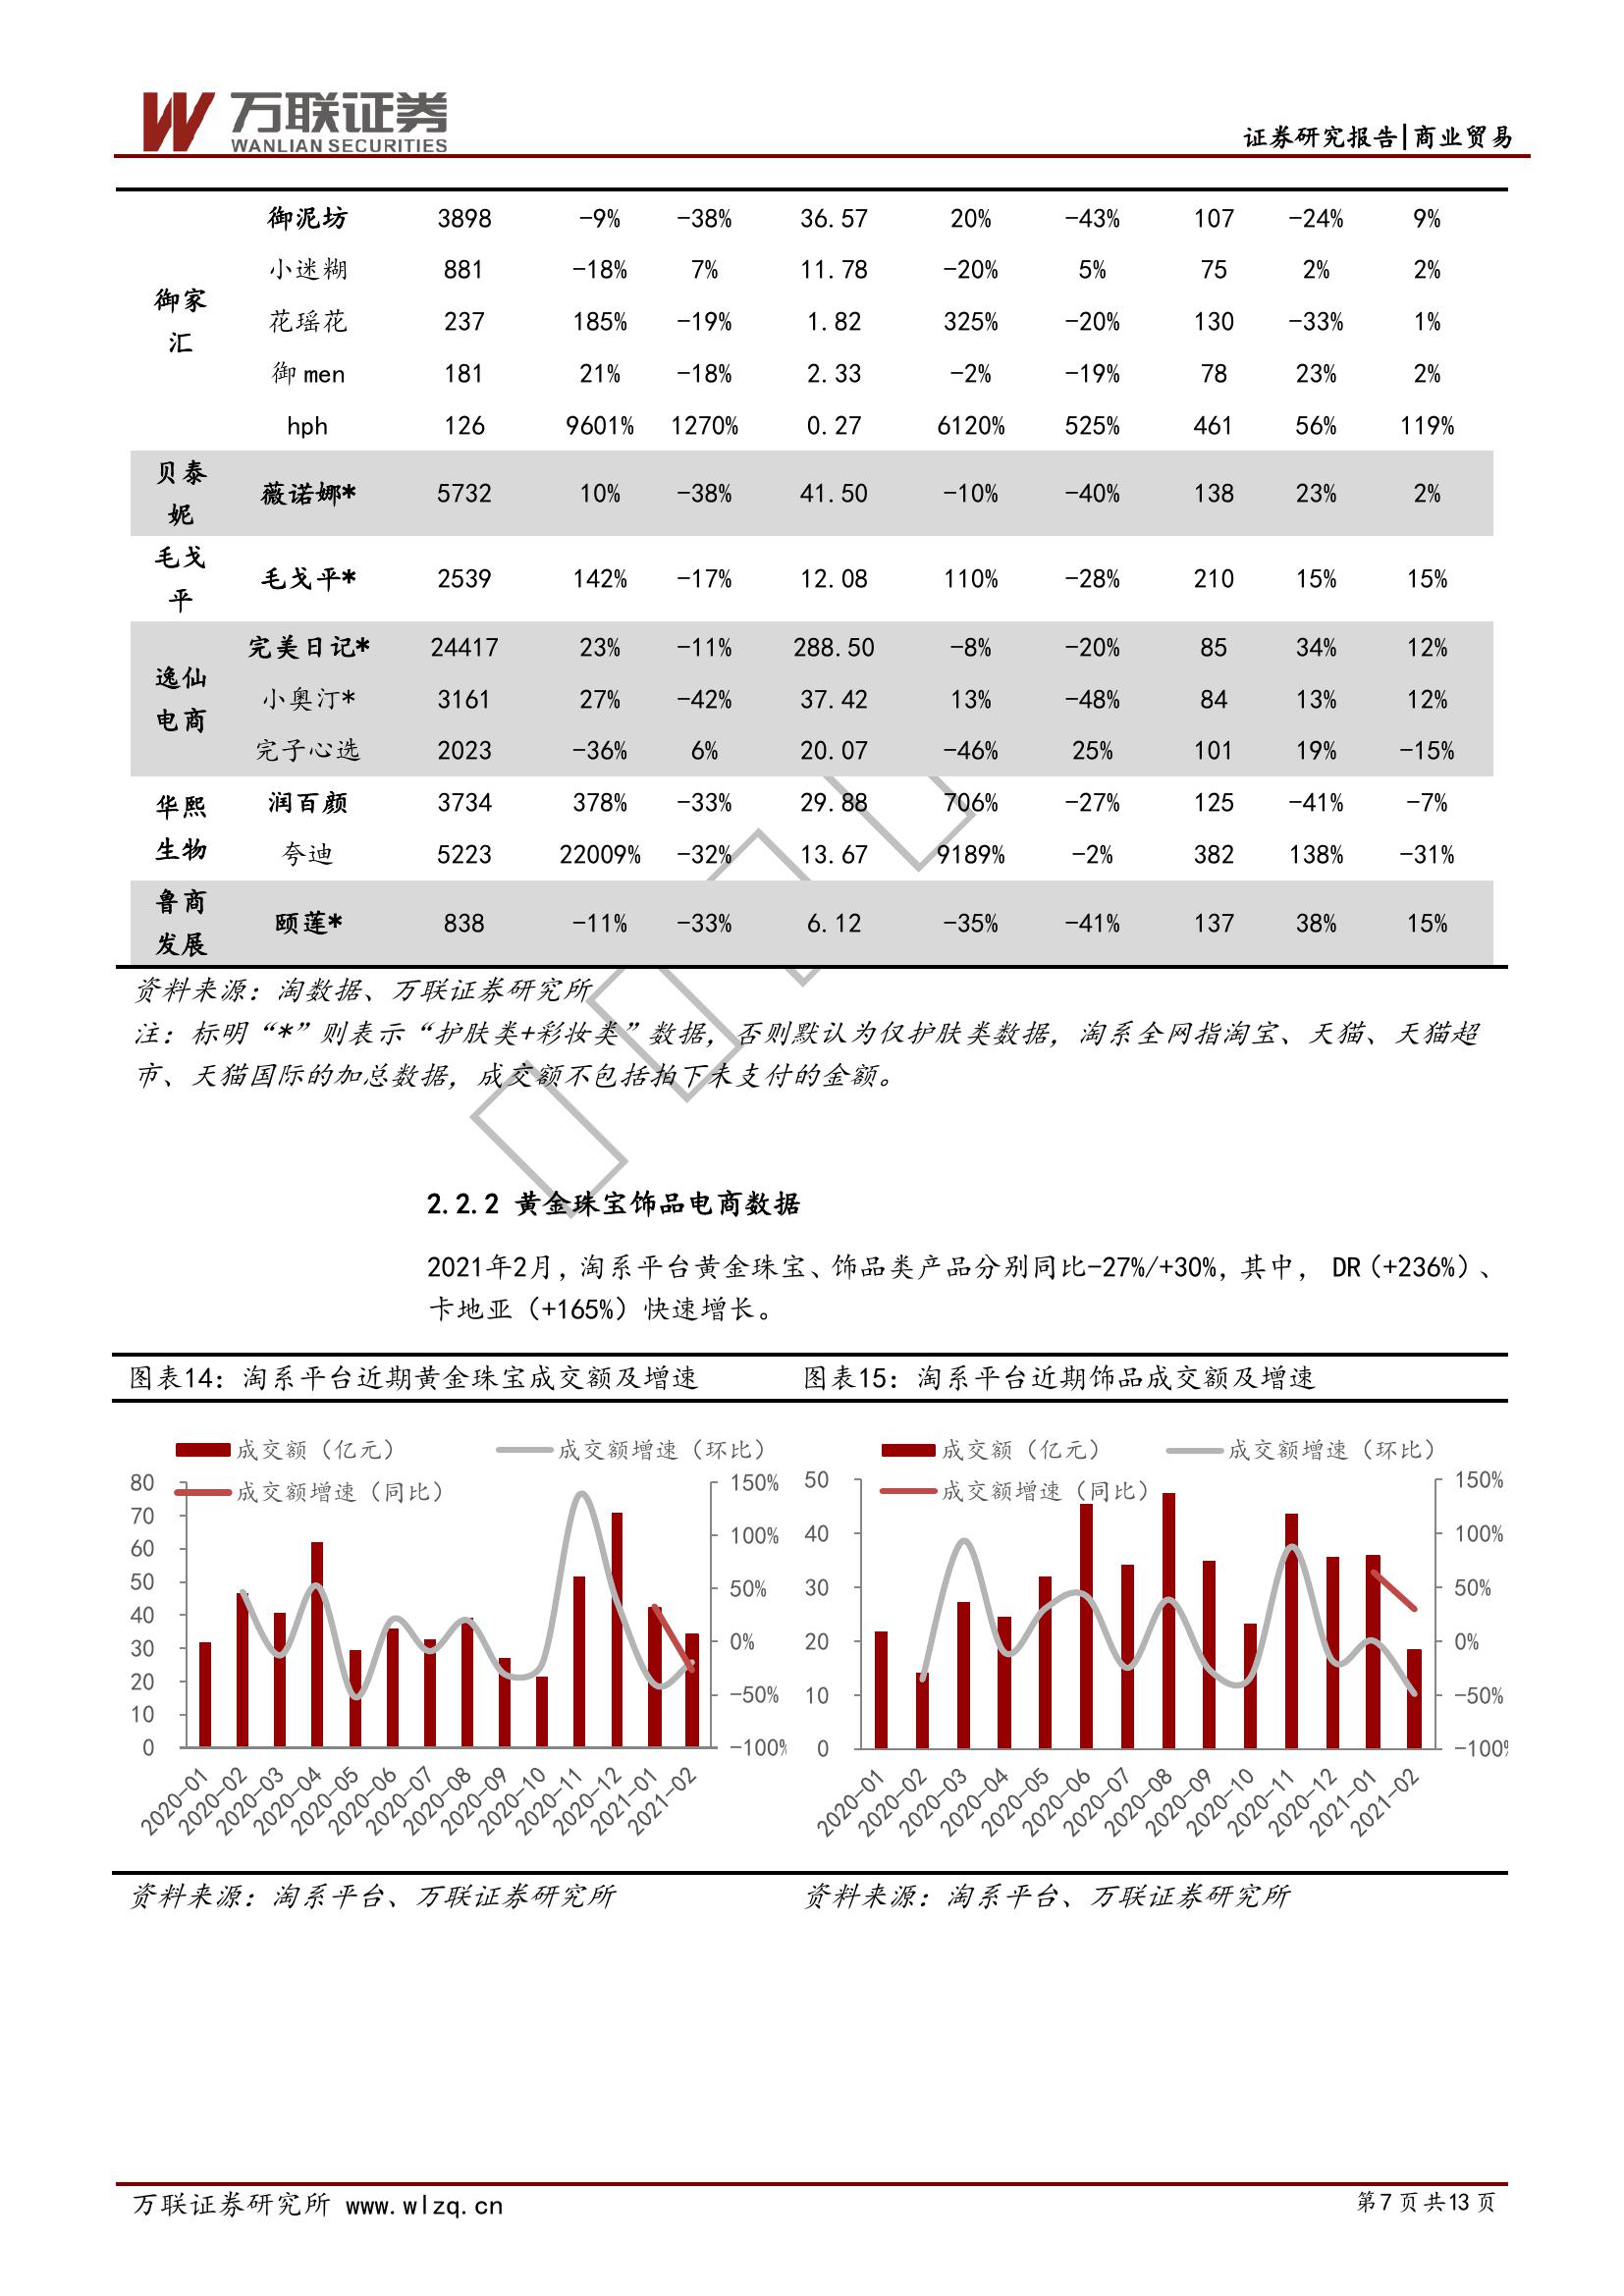 万联证券
WANLIAN SECURITIES
证券研究报告|商业贸易
御家汇
御泥坊 3898 -9% -38% 36.57 20% -43% 107 -24% 9%
小迷糊 881 -18% 7% 11.78 -20% 5% 75 2% 2%
花瑶花 237 185% -19% 1.82 325% -20% 130 -33% 1%
御men 181 21% -18% 2.33 -2% -19% 78 23% 2%
hph 126 9601% 1270% 0.27 6120% 525% 461 56% 119%
贝泰妮 薇诺娜* 5732 10% -38% 41.50 -10% -40% 138 23% 2%
毛戈平 毛戈平* 2539 142% -17% 12.08 110% -28% 210 15% 15%
逸仙电商
完美日记* 24417 23% -11% 288.50 -8% -20% 85 34% 12%
小奥汀* 3161 27% -42% 37.42 13% -48% 84 13% 12%
完子心选 2023 -36% 6% 20.07 -46% 25% 101 19% -15%
华熙生物
润百颜 3734 378% -33% 29.88 706% -27% 125 -41% -7%
夸迪 5223 22009% -32% 13.67 9189% -2% 382 138% -31%
鲁商发展 颐莲* 838 -11% -33% 6.12 -35% -41% 137 38% 15%
资料来源：淘数据、万联证券研究所
注：标明“*”则表示“护肤类+彩妆类”数据，否则默认为仅护肤类数据，淘系全网指淘宝、天猫、天猫超
市、天猫国际的加总数据，成交额不包括拍下未支付的金额。
2.2.2 黄金珠宝饰品电商数据
2021年2月，淘系平台黄金珠宝、饰品类产品分别同比-27%/+30%，其中， DR（+236%）、
卡地亚（+165%）快速增长。
图表14：淘系平台近期黄金珠宝成交额及增速
成交额（亿元） 成交额增速（环比）
成交额增速（同比）
80 150%
70
60 100%
50 50%
40
30 0%
20 -50%
10
0 -100%
2020-01 2020-02 2020-03 2020-04 2020-05 2020-06 2020-07 2020-08 2020-09 2020-10 2020-11 2020-12 2021-01 2021-02
资料来源：淘系平台、万联证券研究所
图表15：淘系平台近期饰品成交额及增速
成交额（亿元） 成交额增速（环比）
成交额增速（同比）
50 150%
40 100%
30 50%
20 0%
10 -50%
0 -100%
2020-01 2020-02 2020-03 2020-04 2020-05 2020-06 2020-07 2020-08 2020-09 2020-10 2020-11 2020-12 2021-01 2021-02
资料来源：淘系平台、万联证券研究所
万联证券研究所 www.wlzq.cn
第7页共13页